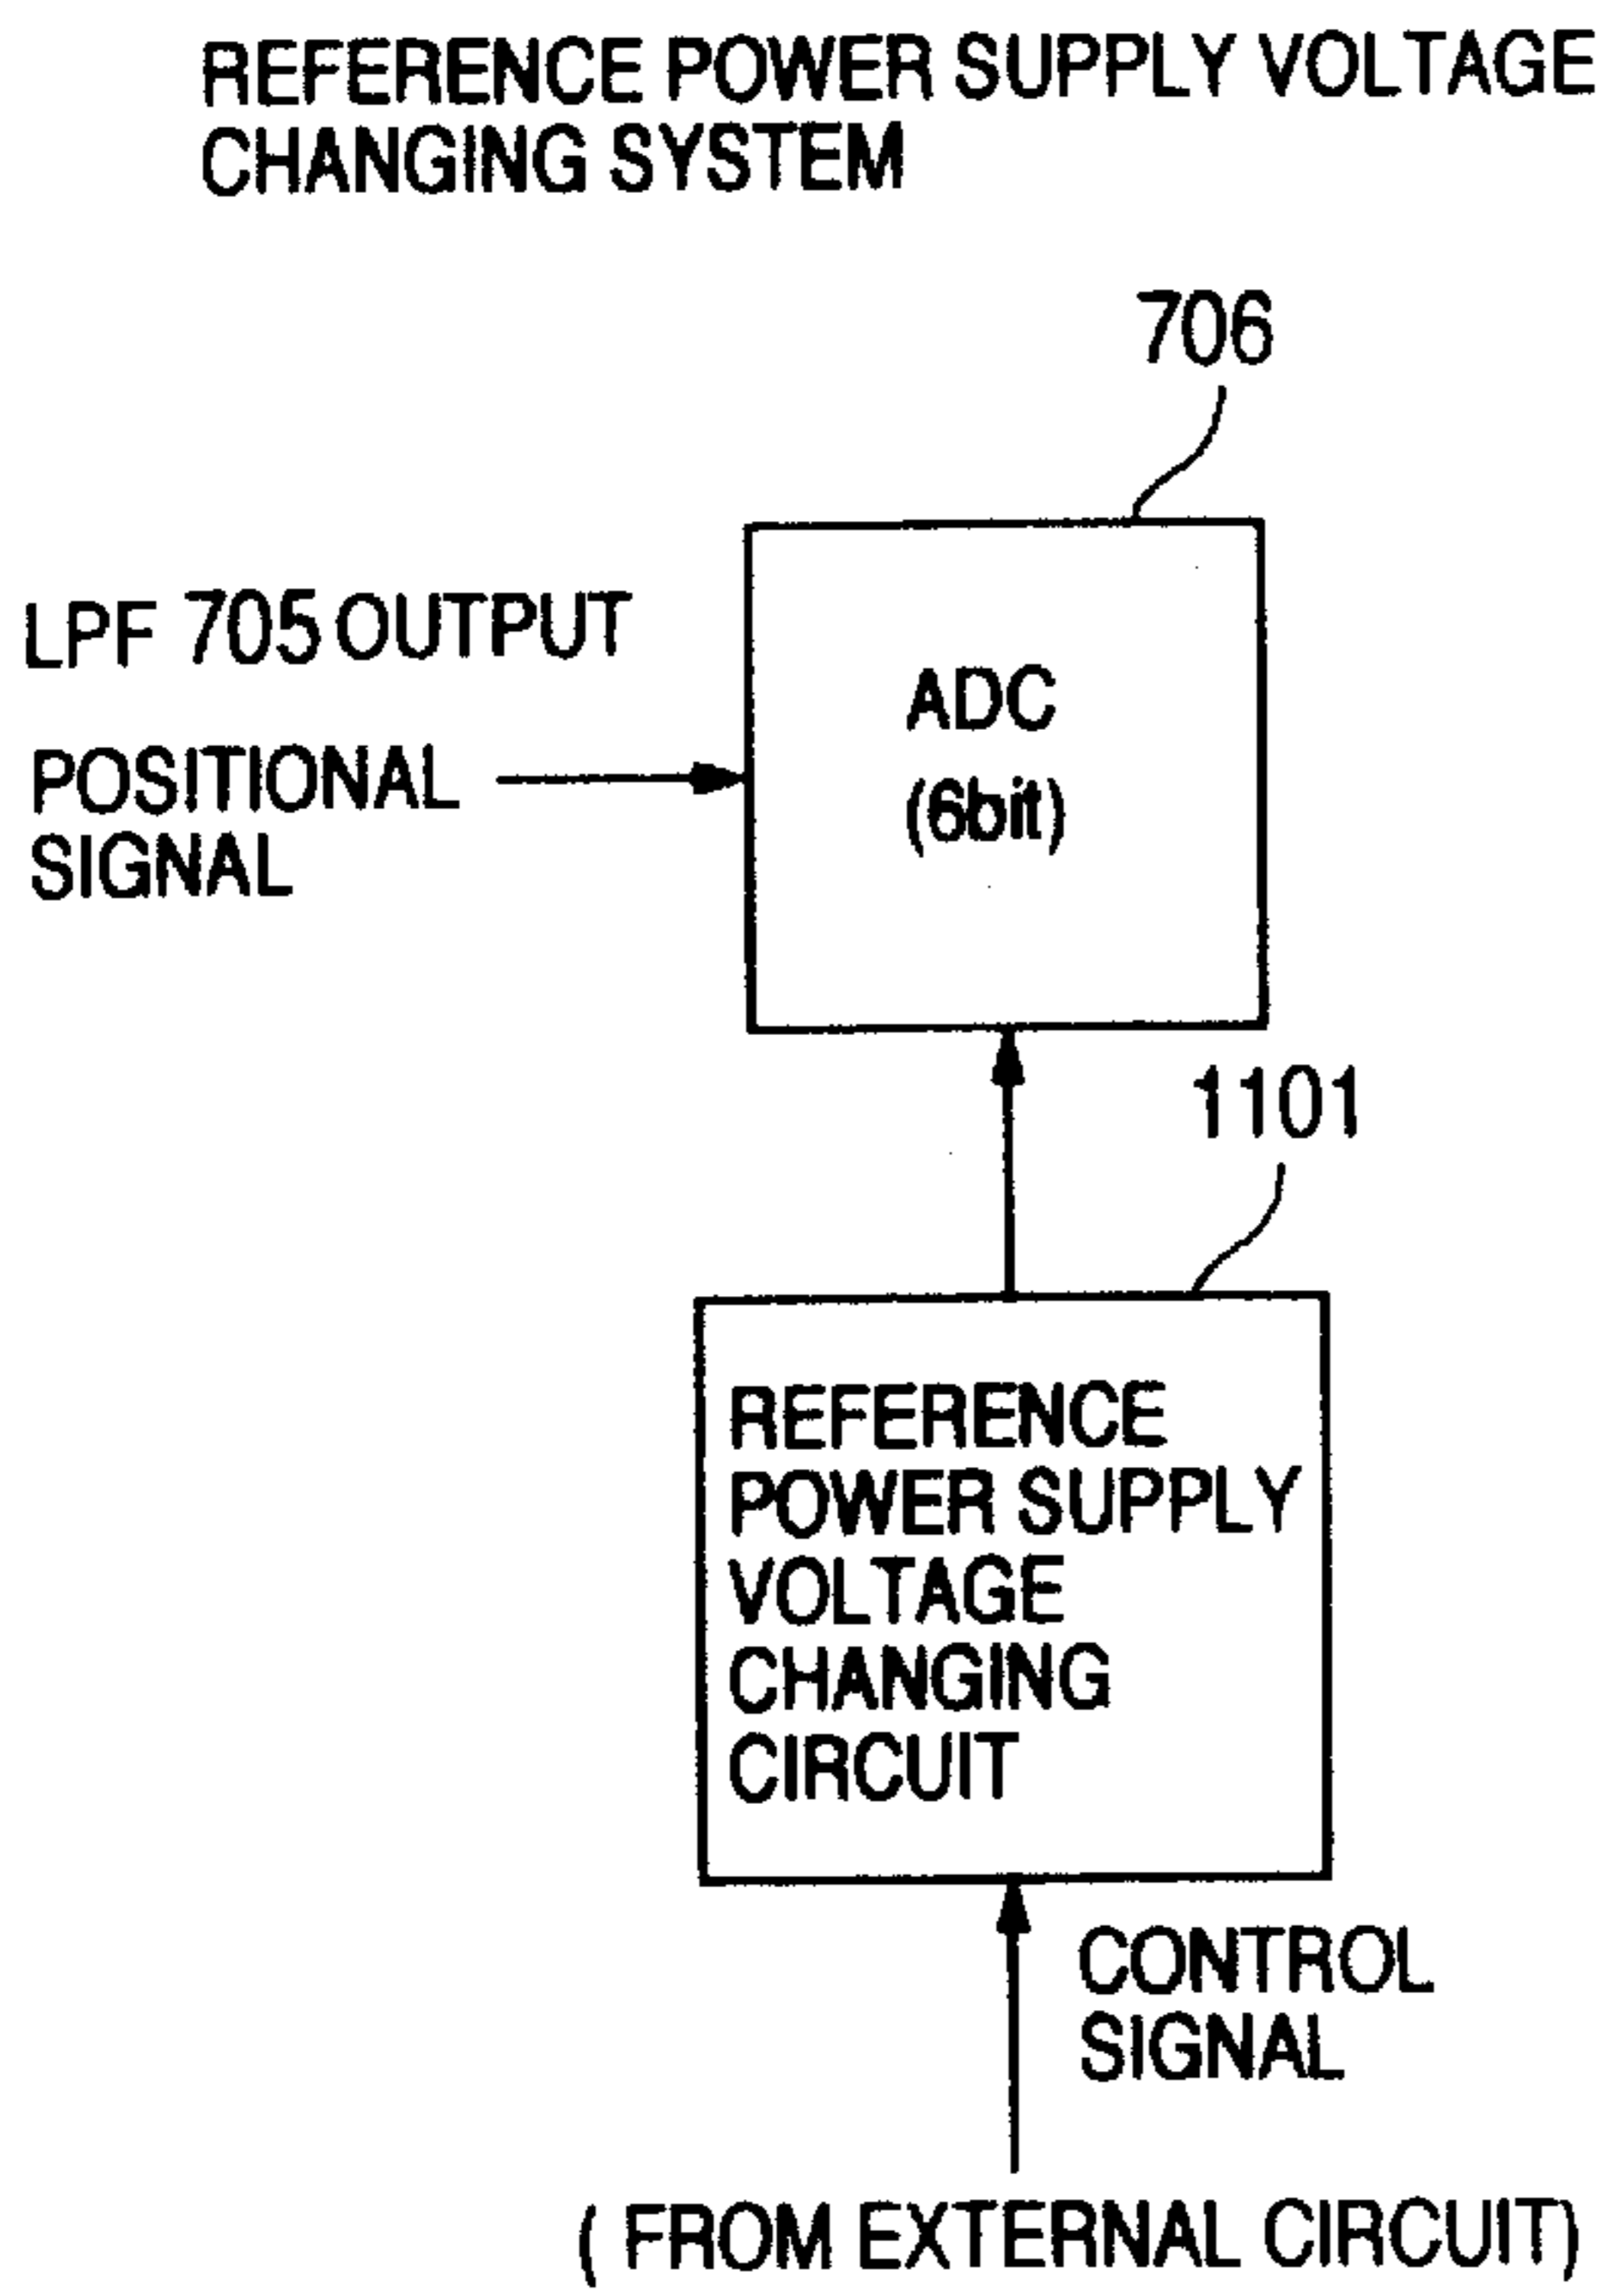 REFERENCE POWER SUPPLY VOLTAGE
CHANGING SYSTEM
706
LPF 705 OUTPUT
POSITIONAL
SIGNAL
ADC
(6bit)
1101
REFERENCE
POWER SUPPLY
VOLTAGE
CHANGING
CIRCUIT
CONTROL
SIGNAL
( FROM EXTERNAL CIRCUIT)